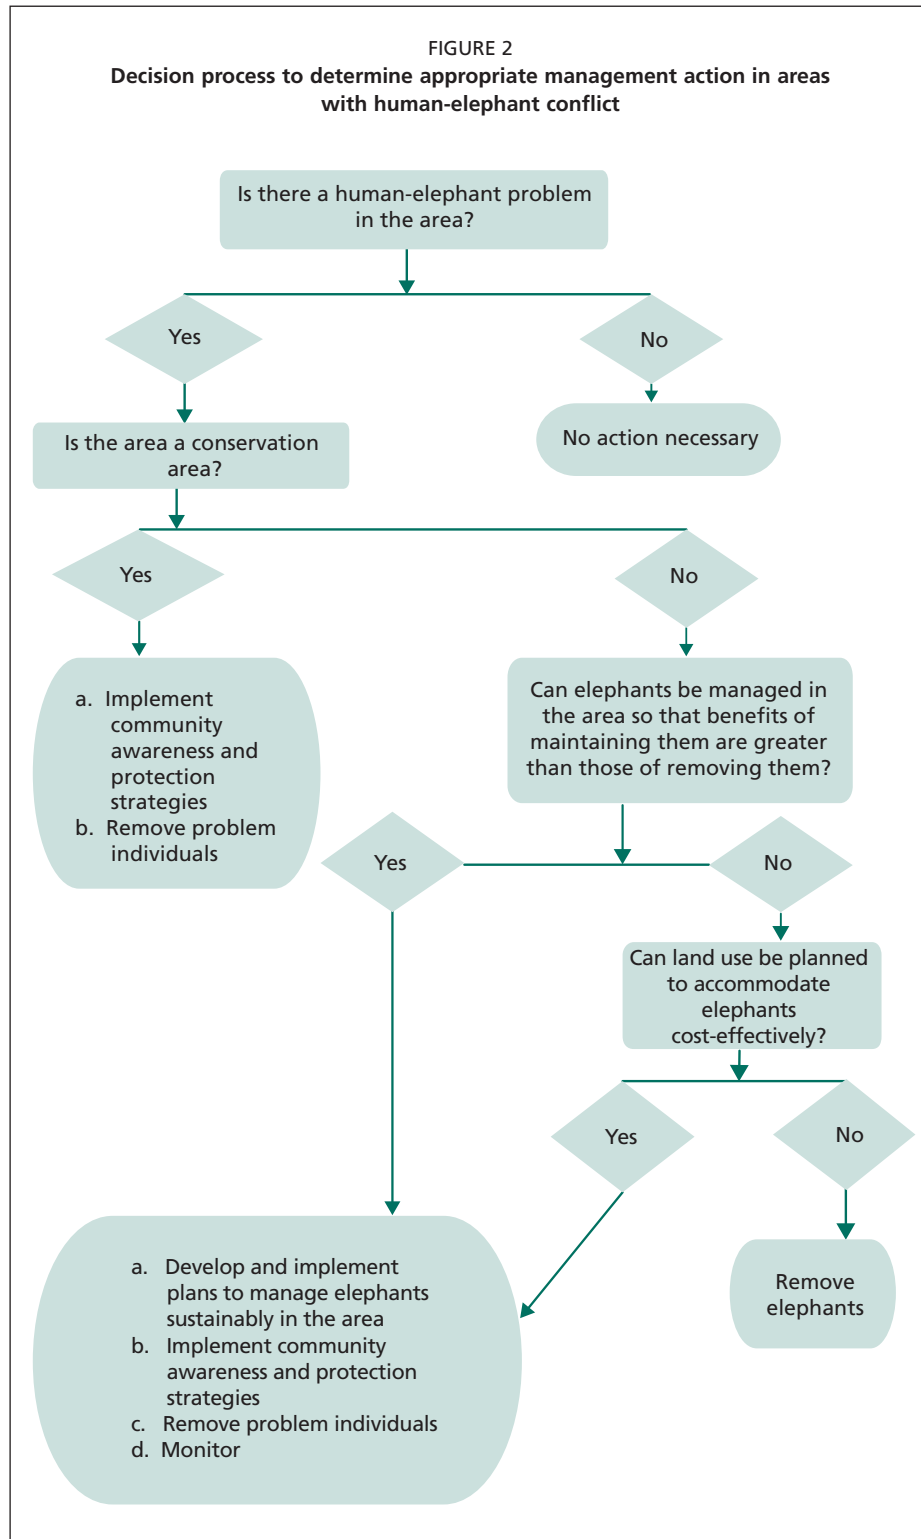 FIGURE 2
Decision process to determine appropriate management action in areas
with human-elephant conflict
Is there a human-elephant problem
in the area?
Yes
No
Is the area a conservation
area?
No action necessary
Yes
No
a. Implement
community
awareness and
protection
strategies
b. Remove problem
individuals
Can elephants be managed in
the area so that benefits of
maintaining them are greater
than those of removing them?
Yes
No
Can land use be planned
to accommodate
elephants
cost-effectively?
Yes
No
a. Develop and implement
plans to manage elephants
sustainably in the area
b. Implement community
awareness and protection
strategies
c. Remove problem individuals
d. Monitor
Remove
elephants